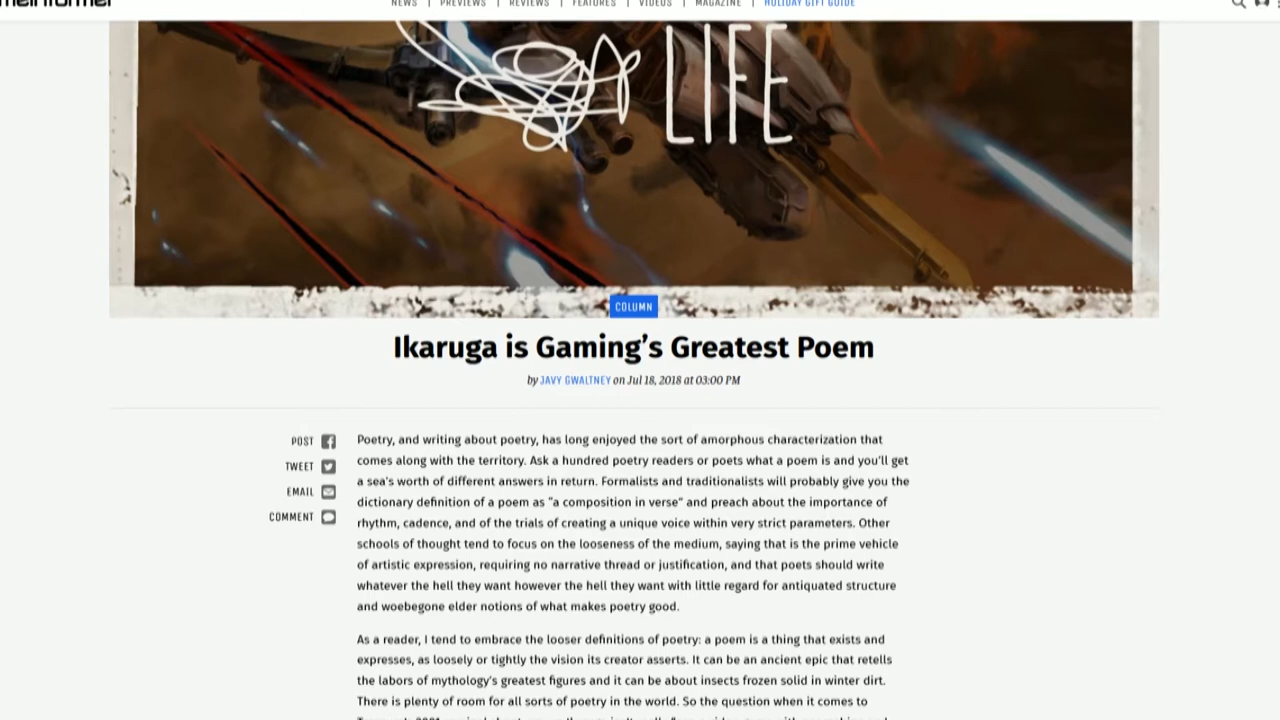 NEWS | PREVIEWS | REVIEWS | FEATURES | VIDEOS | MAGAZINE | HOLIDAY GIFT GUIDE
LIFE
COLUMN
Ikaruga is Gaming's Greatest Poem
by JAVY GWALTNEY on Jul 18, 2018 at 03:00 PM
POST
TWEET
EMAIL
COMMENT
Poetry, and writing about poetry, has long enjoyed the sort of amorphous characterization that
comes along with the territory. Ask a hundred poetry readers or poets what a poem is and you'll get
a sea's worth of different answers in return. Formalists and traditionalists will probably give you the
dictionary definition of a poem as "a composition in verse" and preach about the importance of
rhythm, cadence, and of the trials of creating a unique voice within very strict parameters. Other
schools of thought tend to focus on the looseness of the medium, saying that is the prime vehicle
of artistic expression, requiring no narrative thread or justification, and that poets should write
whatever the hell they want however the hell they want with little regard for antiquated structure
and woebegone elder notions of what makes poetry good.
As a reader, I tend to embrace the looser definitions of poetry: a poem is a thing that exists and
expresses, as loosely or tightly the vision its creator asserts. It can be an ancient epic that retells
the labors of mythology's greatest figures and it can be about insects frozen solid in winter dirt.
There is plenty of room for all sorts of poetry in the world. So the question when it comes to